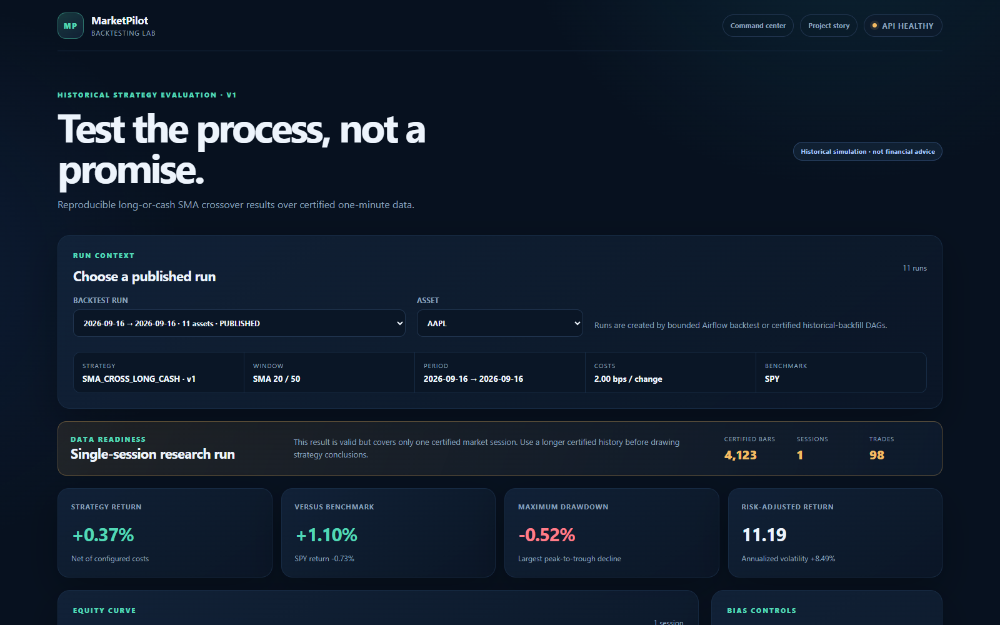 MP
MarketPilot
BACKTESTING LAB
Command center
Project story
API HEALTHY
HISTORICAL STRATEGY EVALUATION · V1
Test the process, not a
promise.
Historical simulation · not financial advice
Reproducible long-or-cash SMA crossover results over certified one-minute data.
RUN CONTEXT
Choose a published run
11 runs
BACKTEST RUN
ASSET
2026-09-16 → 2026-09-16 · 11 assets · PUBLISHED
AAPL
Runs are created by bounded Airflow backtest or certified historical-backfill DAGs.
STRATEGY
SMA_CROSS_LONG_CASH · v1
WINDOW
SMA 20 / 50
PERIOD
2026-09-16 → 2026-09-16
COSTS
2.00 bps / change
BENCHMARK
SPY
DATA READINESS
Single-session research run
This result is valid but covers only one certified market session. Use a longer certified history before drawing
strategy conclusions.
CERTIFIED BARS
4,123
SESSIONS
1
TRADES
98
STRATEGY RETURN
+0.37%
Net of configured costs
VERSUS BENCHMARK
+1.10%
SPY return -0.73%
MAXIMUM DRAWDOWN
-0.52%
Largest peak-to-trough decline
RISK-ADJUSTED RETURN
11.19
Annualized volatility +8.49%
EQUITY CURVE
1 session
BIAS CONTROLS